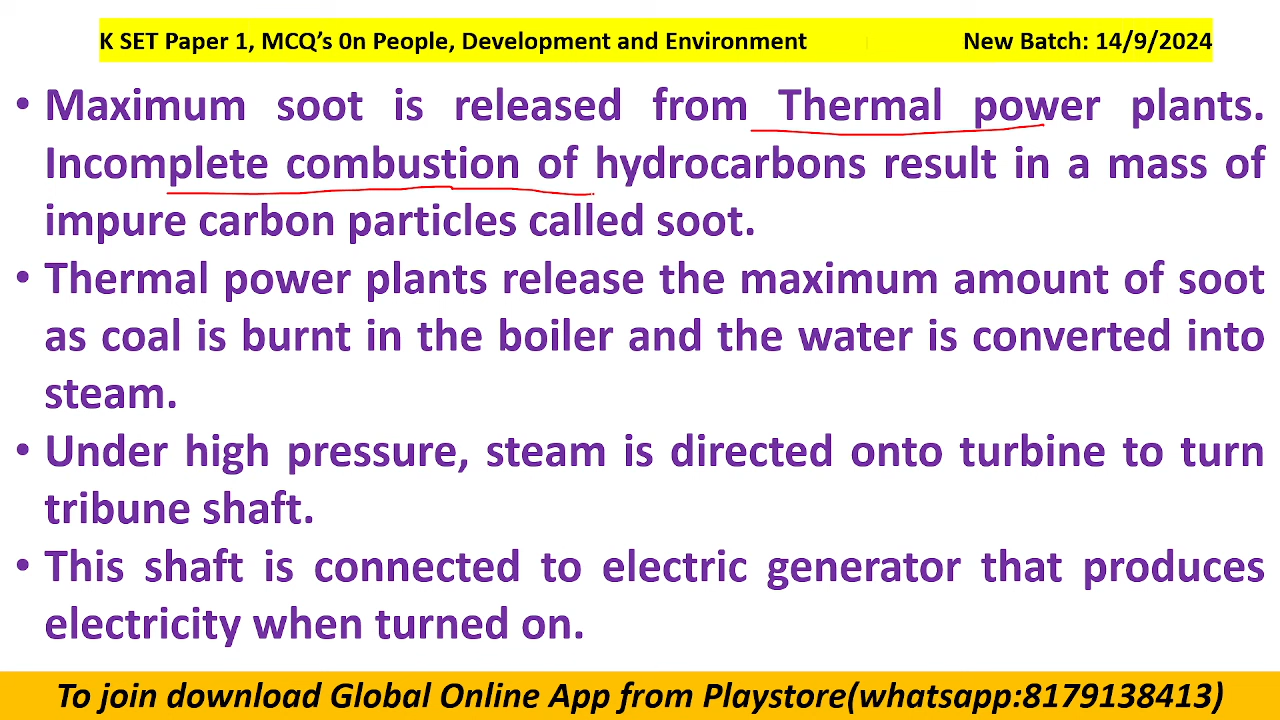 K SET Paper 1, MCQ’s 0n People, Development and Environment New Batch: 14/9/2024
• Maximum soot is released from Thermal power plants.
Incomplete combustion of hydrocarbons result in a mass of
impure carbon particles called soot.
• Thermal power plants release the maximum amount of soot
as coal is burnt in the boiler and the water is converted into
steam.
• Under high pressure, steam is directed onto turbine to turn
tribune shaft.
• This shaft is connected to electric generator that produces
electricity when turned on.
To join download Global Online App from Playstore(whatsapp:8179138413)